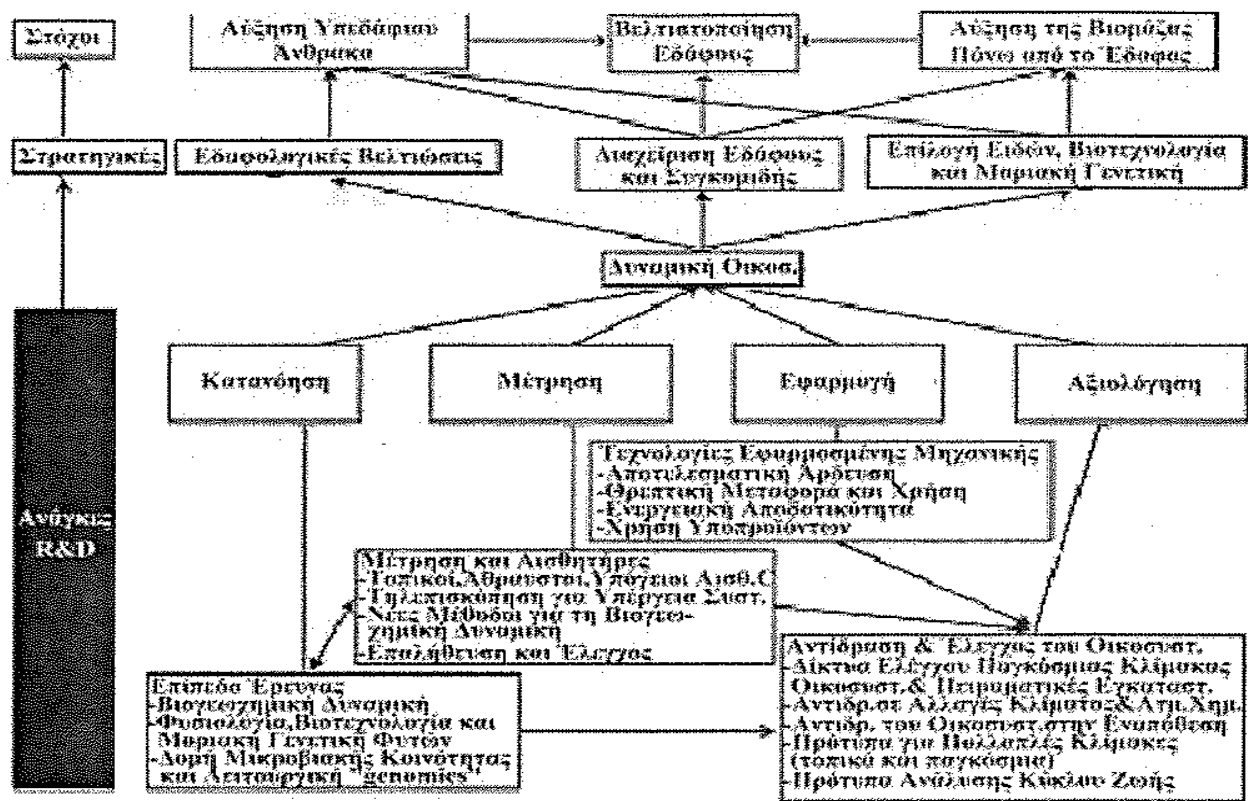 Στόχοι
Αύξηση Υπεδάφιου
Άνθρακα
Βελτιστοποίηση
Εδάφους
Αύξηση της Βιομάζας
Πάνω από το Έδαφος
Στρατηγικές
Εδαφολογικές Βελτιώσεις
Διαχείριση Εδάφους
και Συγκομιδής
Επιλογή Ειδών, Βιοτεχνολογία
και Μοριακή Γενετική
Δυναμική Οικοσ.
Ανάγκες
R&D
Κατανόηση
Μέτρηση
Εφαρμογή
Αξιολόγηση
Τεχνολογίες Εφαρμοσμένης Μηχανικής
-Αποτελεσματική Άρδευση
-Θρεπτική Μεταφορά και Χρήση
-Ενεργειακή Αποδοτικότητα
-Χρήση Υποπροϊόντων
Μέτρηση και Αισθητήρες
-Τοπικοί,Άθραυστοι,Υπόγειοι Αισθ.C
-Τηλεπισκόπηση για Υπέργεια Συστ.
-Νέες Μέθοδοι για τη Βιογεω-
χημική Δυναμική
-Επαλήθευση και Έλεγχος
Επίπεδο Έρευνας
-Βιογεωχημική Δυναμική
-Φυσιολογία,Βιοτεχνολογία και
Μοριακη Γενετική Φυτών
-Δομή Μικροβιακής Κοινότητας
και Λειτουργική "genomics"
Αντίδραση & Έλεγχος του Οικοσυστ.
-Δίκτυα Ελέγχου Παγκόσμιας Κλίμακας
Οικοσυστ.& Πειραματικές Εγκαταστ.
-Αντιδρ.σε Αλλαγές Κλίματος&Ατμ.Χημ.
-Αντιδρ. του Οικοσυστ.στην Εναπόθεση
-Πρότυπα για Πολλαπλές Κλίμακες
(τοπικά και παγκόσμια)
-Πρότυπα Ανάλυσης Κύκλου Ζωής